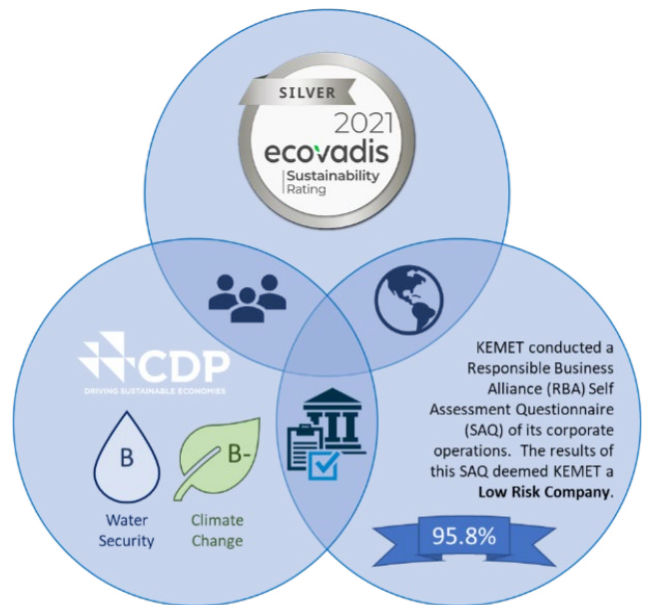 SILVER
2021
ecovadis
Sustainability
Rating
CDP
DRIVING SUSTAINABLE ECONOMIES
B
B-
Water
Security
Climate
Change
KEMET conducted a
Responsible Business
Alliance (RBA) Self
Assessment Questionnaire
(SAQ) of its corporate
operations. The results of
this SAQ deemed KEMET a
Low Risk Company.
95.8%